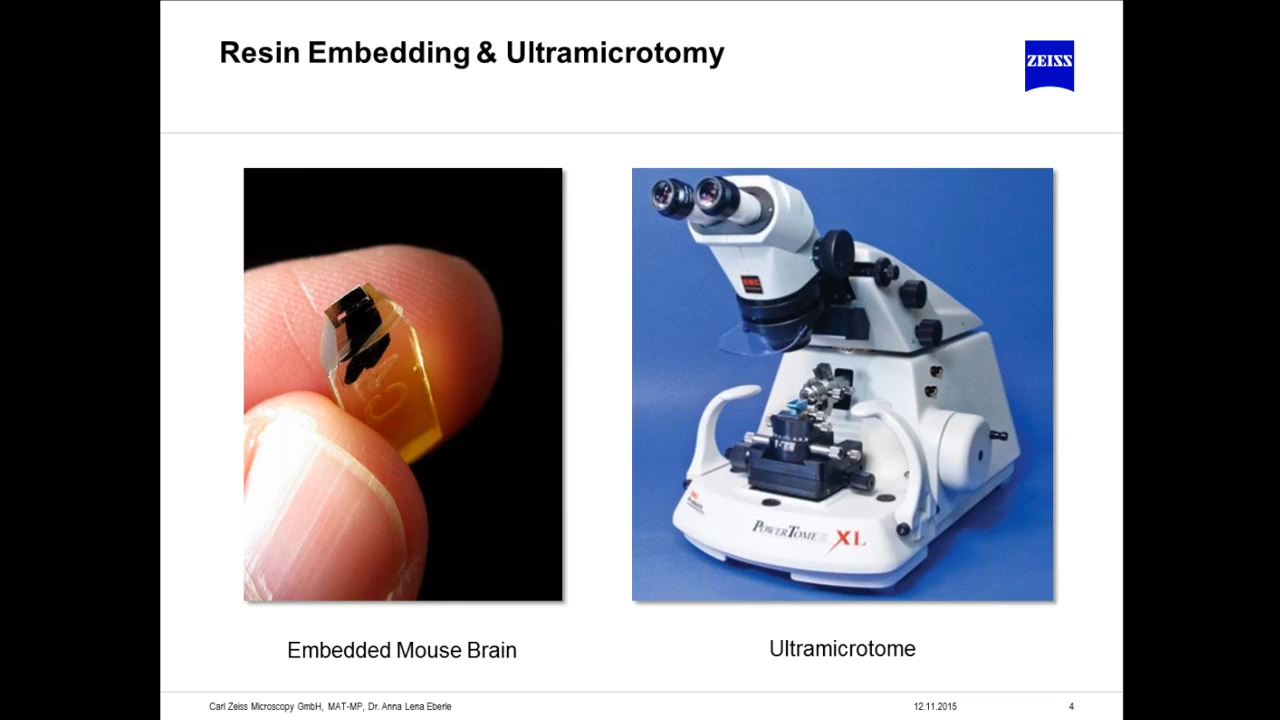 Resin Embedding & Ultramicrotomy
ZEISS
POWERTOME XL
Embedded Mouse Brain
Ultramicrotome
Carl Zeiss Microscopy GmbH, MAT-MP, Dr. Anna Lena Eberle
12.11.2015
4